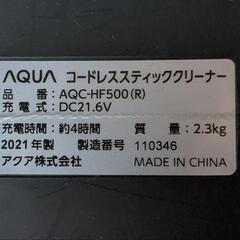 AQUA コードレススティッククリーナー
品番：AQC-HF500(R)
充電式：DC21.6V
充電時間：約4時間 質量：2.3kg
2021年製 製造番号 110346
アクア株式会社 MADE IN CHINA